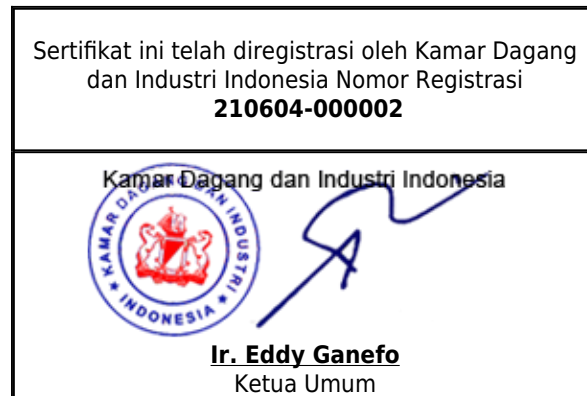 Sertifikat ini telah diregistrasi oleh Kamar Dagang
dan Industri Indonesia Nomor Registrasi
210604-000002
Kamar Dagang dan Industri Indonesia
KAMAR DAGANG DAN INDUSTRI
* INDONESIA *
Ir. Eddy Ganefo
Ketua Umum